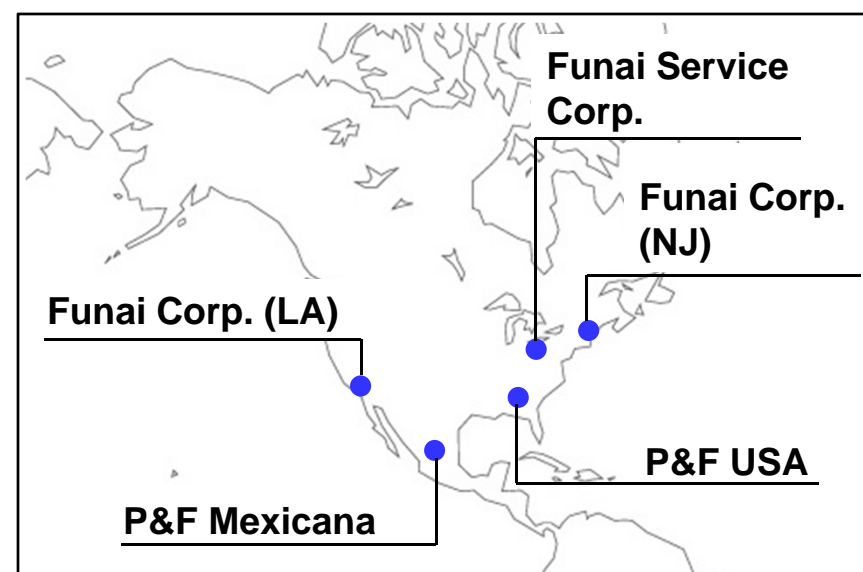 Funai Service
Corp.
Funai Corp.
(NJ)
Funai Corp. (LA)
P&F USA
P&F Mexicana